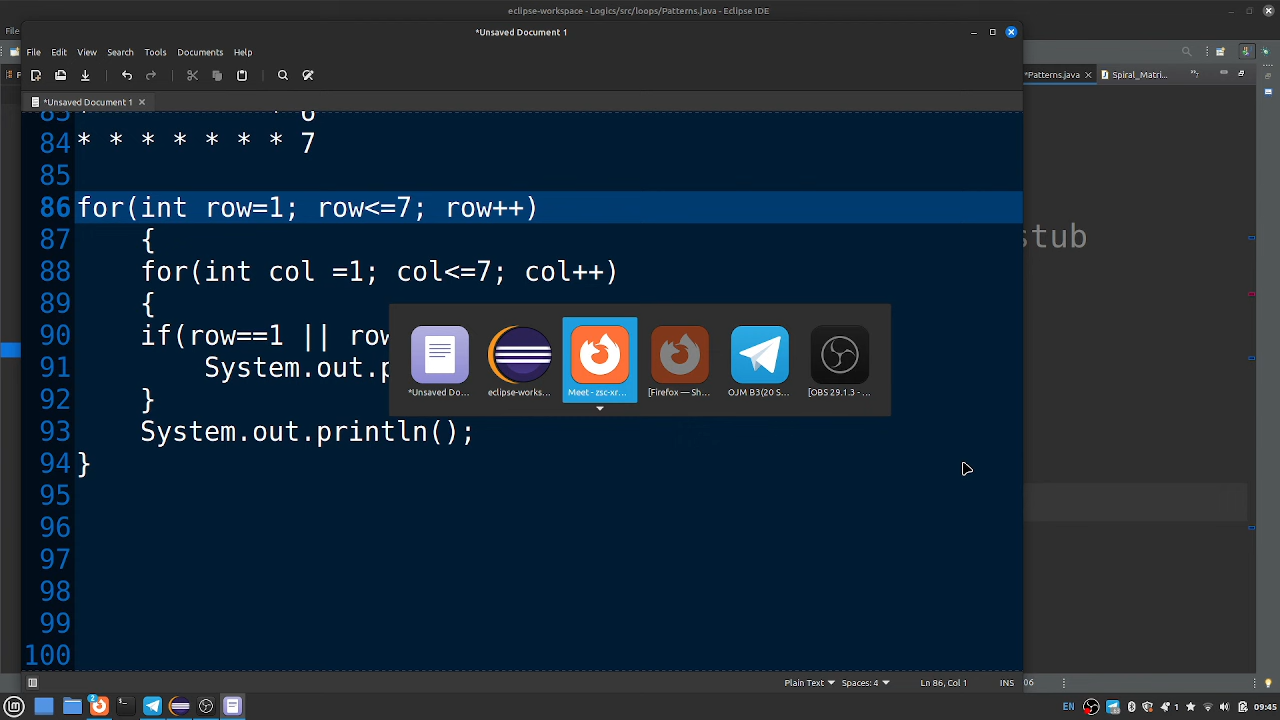 eclipse-workspace - Logics/src/loops/Patterns.java - Eclipse IDE
*Unsaved Document 1
File Edit View Search Tools Documents Help
*Patterns.java
Spiral_Matri...
*Unsaved Document 1
84 * * * * * * * 7
85
86 for(int row=1; row<=7; row++)
87 {
88 for(int col =1; col<=7; col++)
89 {
90 if(row==1 || row
91 System.out.p
92 }
93 System.out.println();
94 }
95
96
97
98
99
100
stub
*Unsaved Do...
eclipse-works...
Meet - zsc-xr...
[Firefox — Sh...
OJM B3(20 S...
[OBS 29.1.3 - ...
Plain Text Spaces: 4 Ln 86, Col 1 INS
06
2 1 EN 09:45